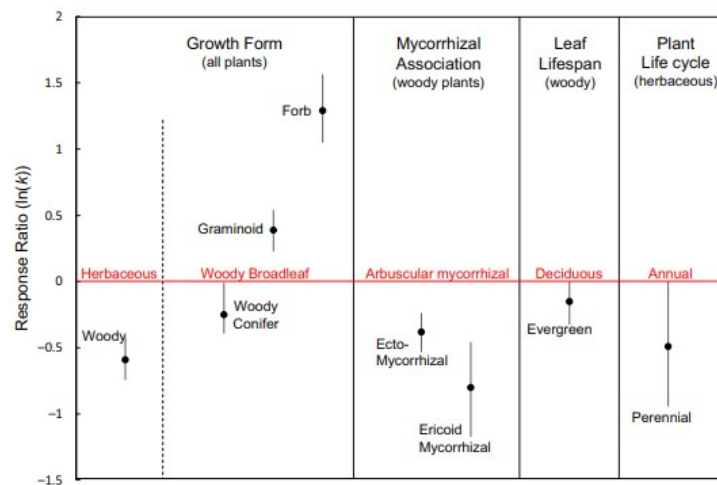 Growth Form
(all plants)
Mycorrhizal
Association
(woody plants)
Leaf
Lifespan
(woody)
Plant
Life cycle
(herbaceous)
Response Ratio (ln(k))
2
1.5
1
0.5
0
−0.5
−1
−1.5
Forb
Graminoid
Herbaceous
Woody Broadleaf
Arbuscular mycorrhizal
Deciduous
Annual
Woody
Woody
Conifer
Ecto-
Mycorrhizal
Ericoid
Mycorrhizal
Evergreen
Perennial